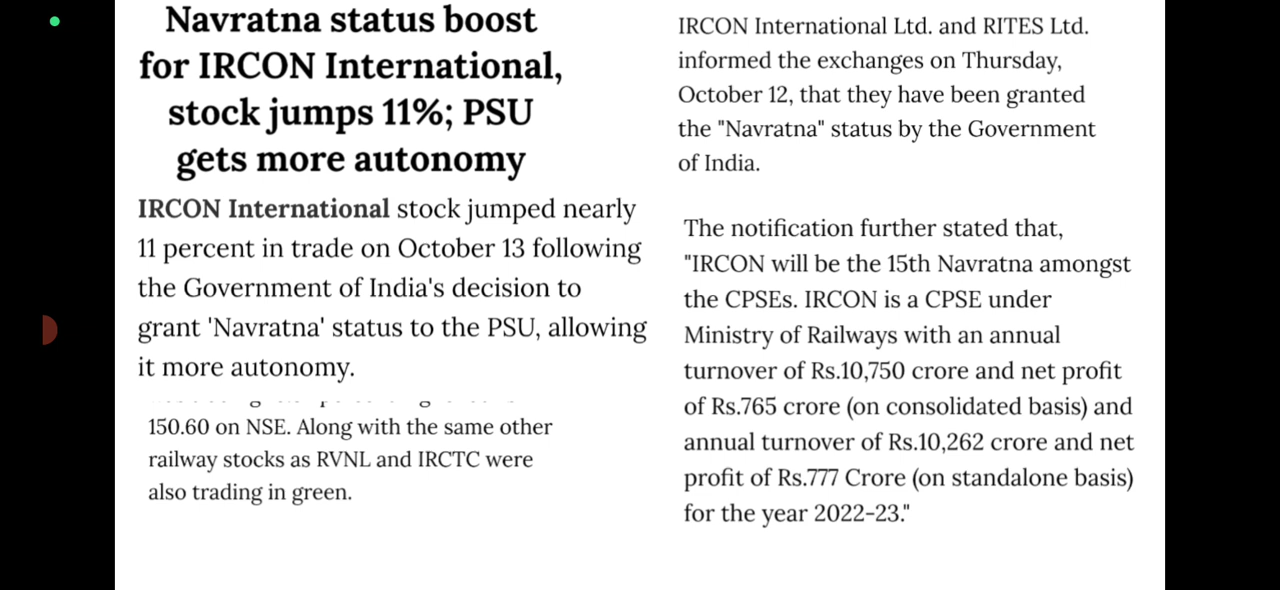 Navratna status boost
for IRCON International,
stock jumps 11%; PSU
gets more autonomy
IRCON International stock jumped nearly
11 percent in trade on October 13 following
the Government of India's decision to
grant 'Navratna' status to the PSU, allowing
it more autonomy.
150.60 on NSE. Along with the same other
railway stocks as RVNL and IRCTC were
also trading in green.
IRCON International Ltd. and RITES Ltd.
informed the exchanges on Thursday,
October 12, that they have been granted
the "Navratna" status by the Government
of India.
The notification further stated that,
"IRCON will be the 15th Navratna amongst
the CPSEs. IRCON is a CPSE under
Ministry of Railways with an annual
turnover of Rs.10,750 crore and net profit
of Rs.765 crore (on consolidated basis) and
annual turnover of Rs.10,262 crore and net
profit of Rs.777 Crore (on standalone basis)
for the year 2022-23."